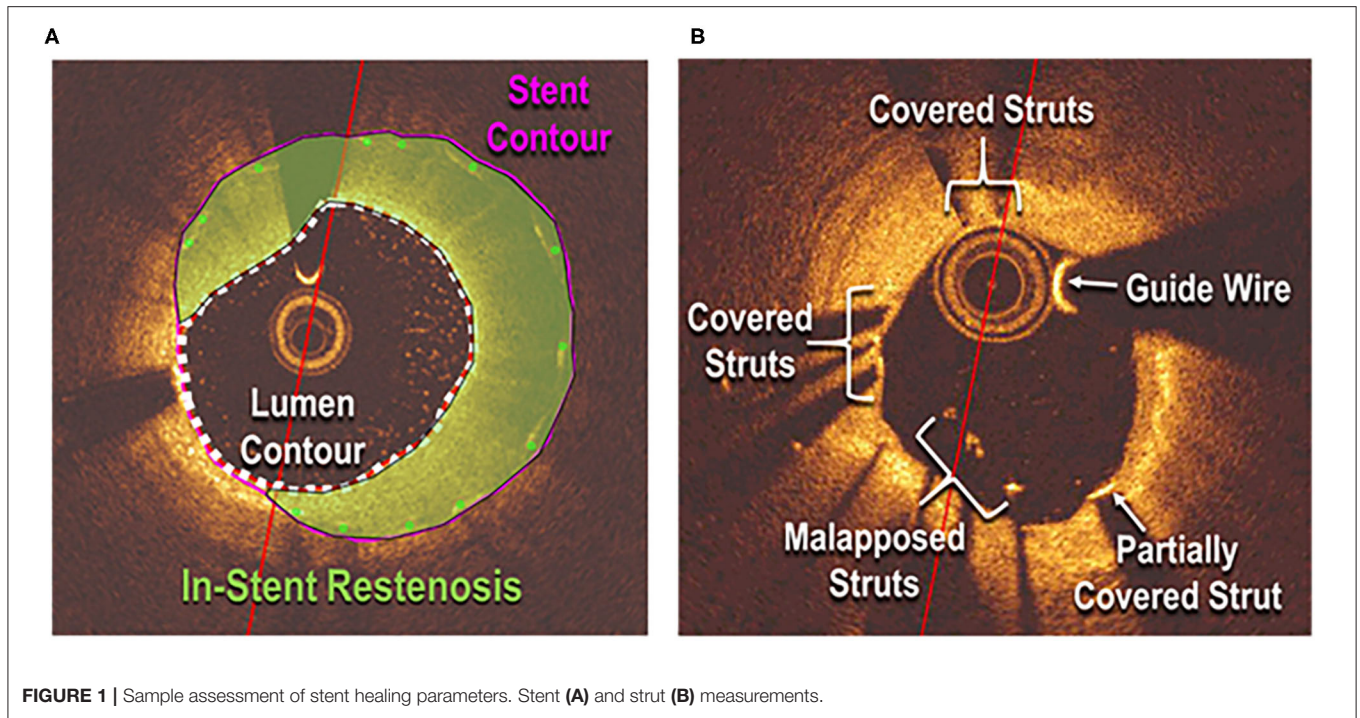 A
Stent
Contour
Lumen
Contour
In-Stent Restenosis
B
Covered Struts
Guide Wire
Covered
Struts
Malapposed
Struts
Partially
Covered Strut
FIGURE 1 | Sample assessment of stent healing parameters. Stent (A) and strut (B) measurements.